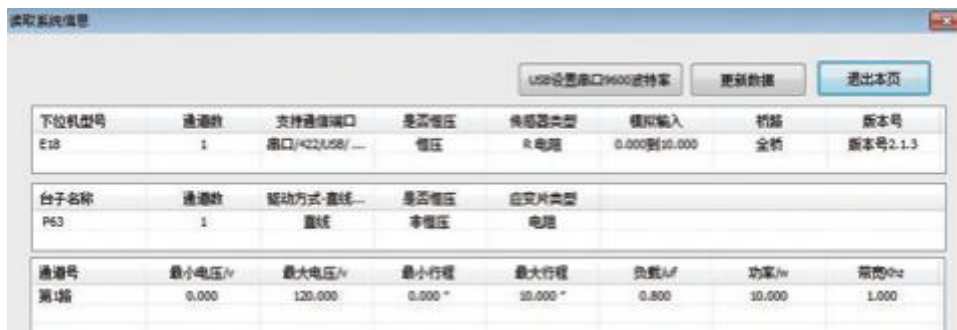 读取系统信息
USB设置串口9600波特率 更新数据 退出本页
下位机型号 通道数 支持通信端口 是否恒压 传感器类型 模拟输入 桥路 版本号
E18 1 串口/422/USB/... 恒压 R电阻 0.000到10.000 全桥 版本号2.1.3
台子名称 通道数 驱动方式-直线... 是否恒压 应变片类型
P63 1 直线 非恒压 电阻
通道号 最小电压/v 最大电压/v 最小行程 最大行程 负载/uf 功率/w 带宽Khz
第1路 0.000 120.000 0.000 " 10.000 " 0.800 10.000 1.000